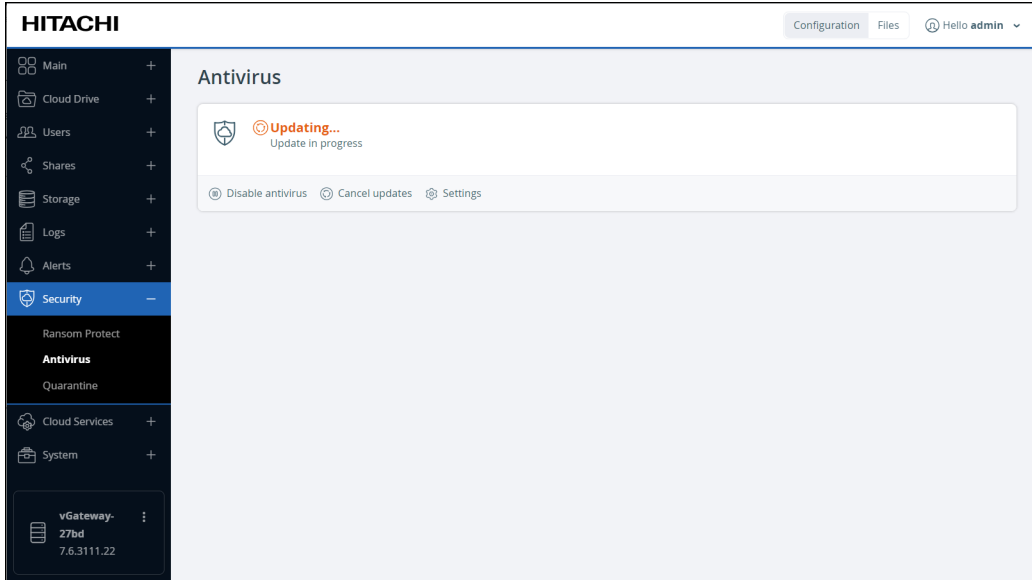 HITACHI
Configuration Files Hello admin
Main
Cloud Drive
Users
Shares
Storage
Logs
Alerts
Security
Ransom Protect
Antivirus
Quarantine
Cloud Services
System
vGateway-
27bd
7.6.3111.22
Antivirus
Updating...
Update in progress
Disable antivirus Cancel updates Settings